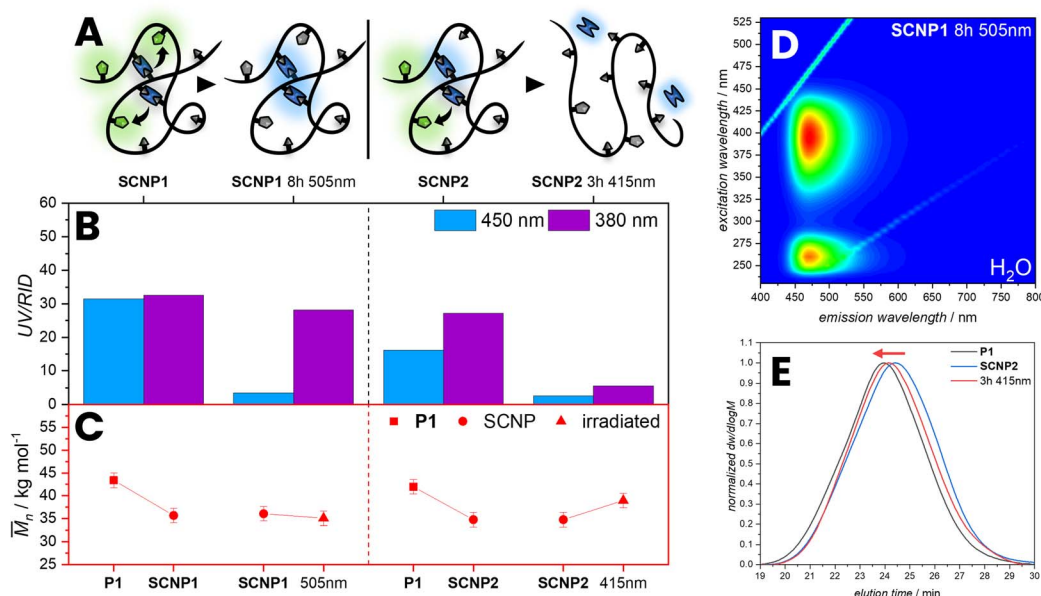 A
SCNP1
SCNP1 8h 505nm
SCNP2
SCNP2 3h 415nm
B
450 nm
380 nm
UV/RID
60
50
40
30
20
10
0
C
P1
SCNP
irradiated
M̅n / kg mol-1
55
50
45
40
35
30
25
P1
SCNP1
SCNP1
505nm
P1
SCNP2
SCNP2
415nm
D
SCNP1 8h 505nm
H2O
excitation wavelength / nm
525
500
475
450
425
400
375
350
325
300
275
250
400 450 500 550 600 650 700 750 800
emission wavelength / nm
E
P1
SCNP2
3h 415nm
normalized dw/dlogM
1.1
1.0
0.9
0.8
0.7
0.6
0.5
0.4
0.3
0.2
0.1
0.0
19 20 21 22 23 24 25 26 27 28 29 30
elution time / min